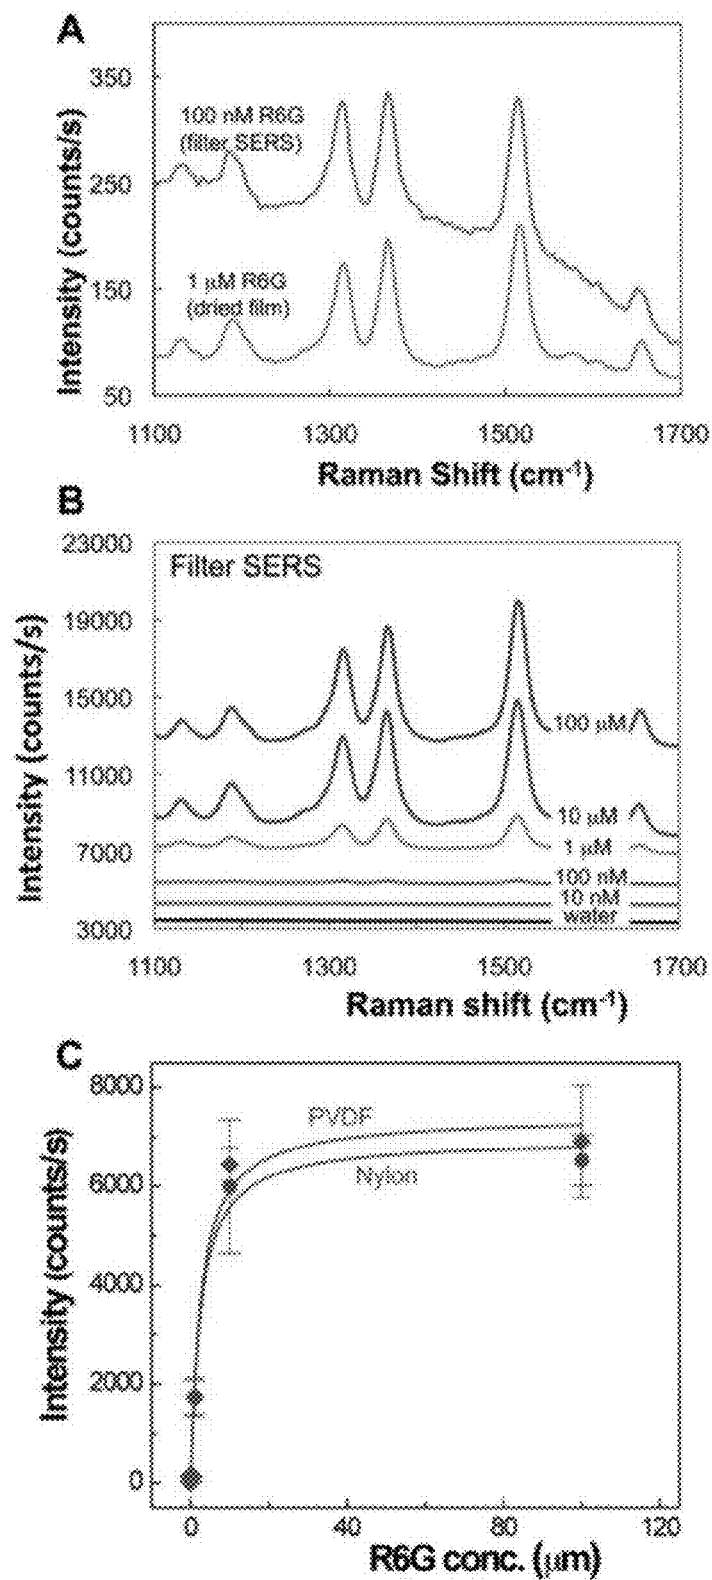 A
350
250
150
50
Intensity (counts/s)
100 nM R6G
(filter SERS)
1 μM R6G
(dried film)
1100 1300 1500 1700
Raman Shift (cm-1)
B
23000
19000
15000
11000
7000
3000
Intensity (counts/s)
Filter SERS
100 μM
10 μM
1 μM
100 nM
10 nM
water
1100 1300 1500 1700
Raman shift (cm-1)
C
8000
6000
4000
2000
0
Intensity (counts/s)
PVDF
Nylon
0 40 80 120
R6G conc. (μm)